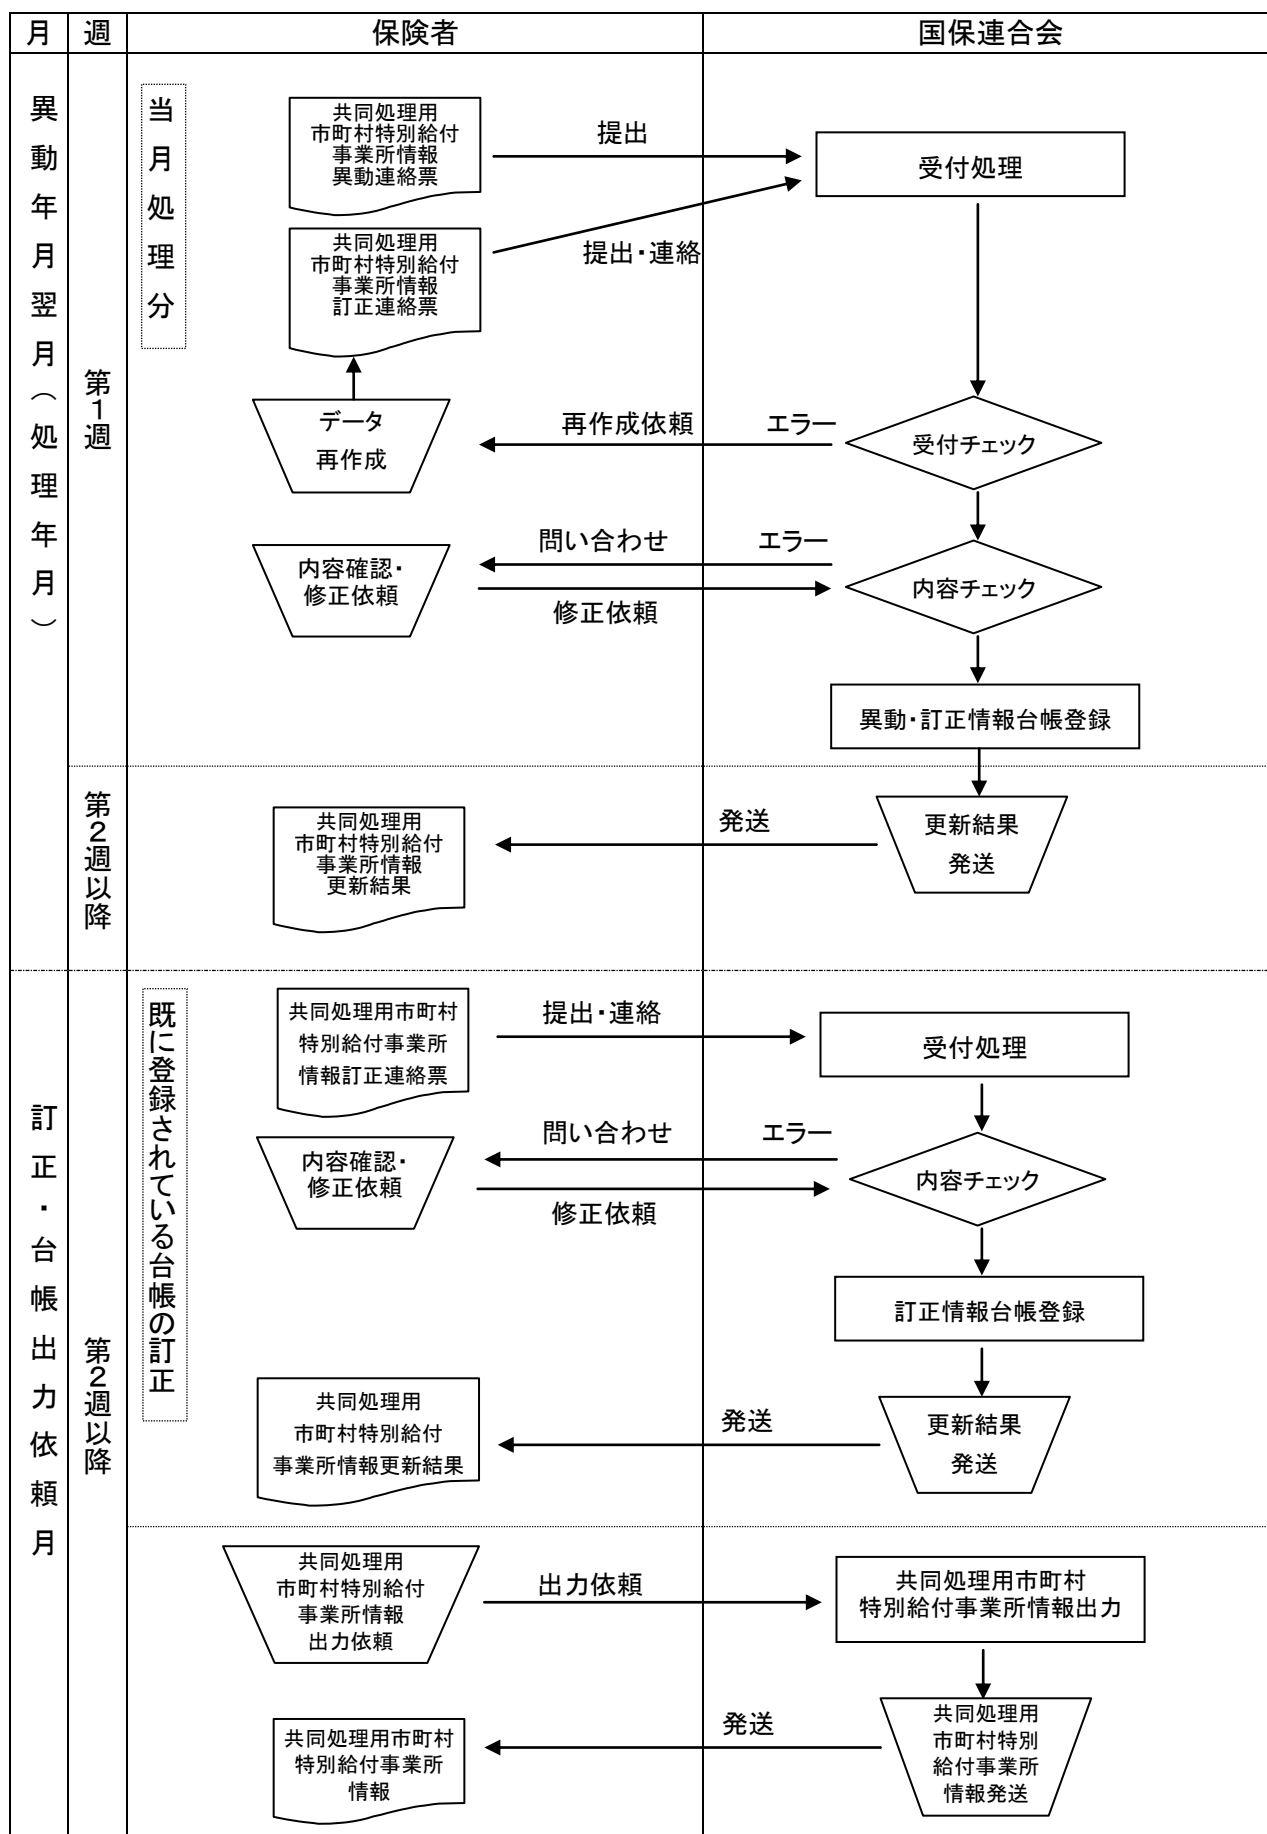 月
週
保険者
国保連合会
異動年月翌月（処理年月）
第1週
当月処理分
共同処理用
市町村特別給付
事業所情報
異動連絡票
提出
受付処理
共同処理用
市町村特別給付
事業所情報
訂正連絡票
提出・連絡
データ
再作成
再作成依頼
エラー
受付チェック
内容確認・
修正依頼
問い合わせ
エラー
修正依頼
内容チェック
異動・訂正情報台帳登録
第2週以降
共同処理用
市町村特別給付
事業所情報
更新結果
発送
更新結果
発送
訂正・台帳出力依頼月
第2週以降
既に登録されている台帳の訂正
共同処理用市町村
特別給付事業所
情報訂正連絡票
提出・連絡
受付処理
内容確認・
修正依頼
問い合わせ
エラー
修正依頼
内容チェック
訂正情報台帳登録
共同処理用
市町村特別給付
事業所情報更新結果
発送
更新結果
発送
共同処理用
市町村特別給付
事業所情報
出力依頼
出力依頼
共同処理用市町村
特別給付事業所情報出力
共同処理用市町村
特別給付事業所
情報
発送
共同処理用
市町村特別
給付事業所
情報発送